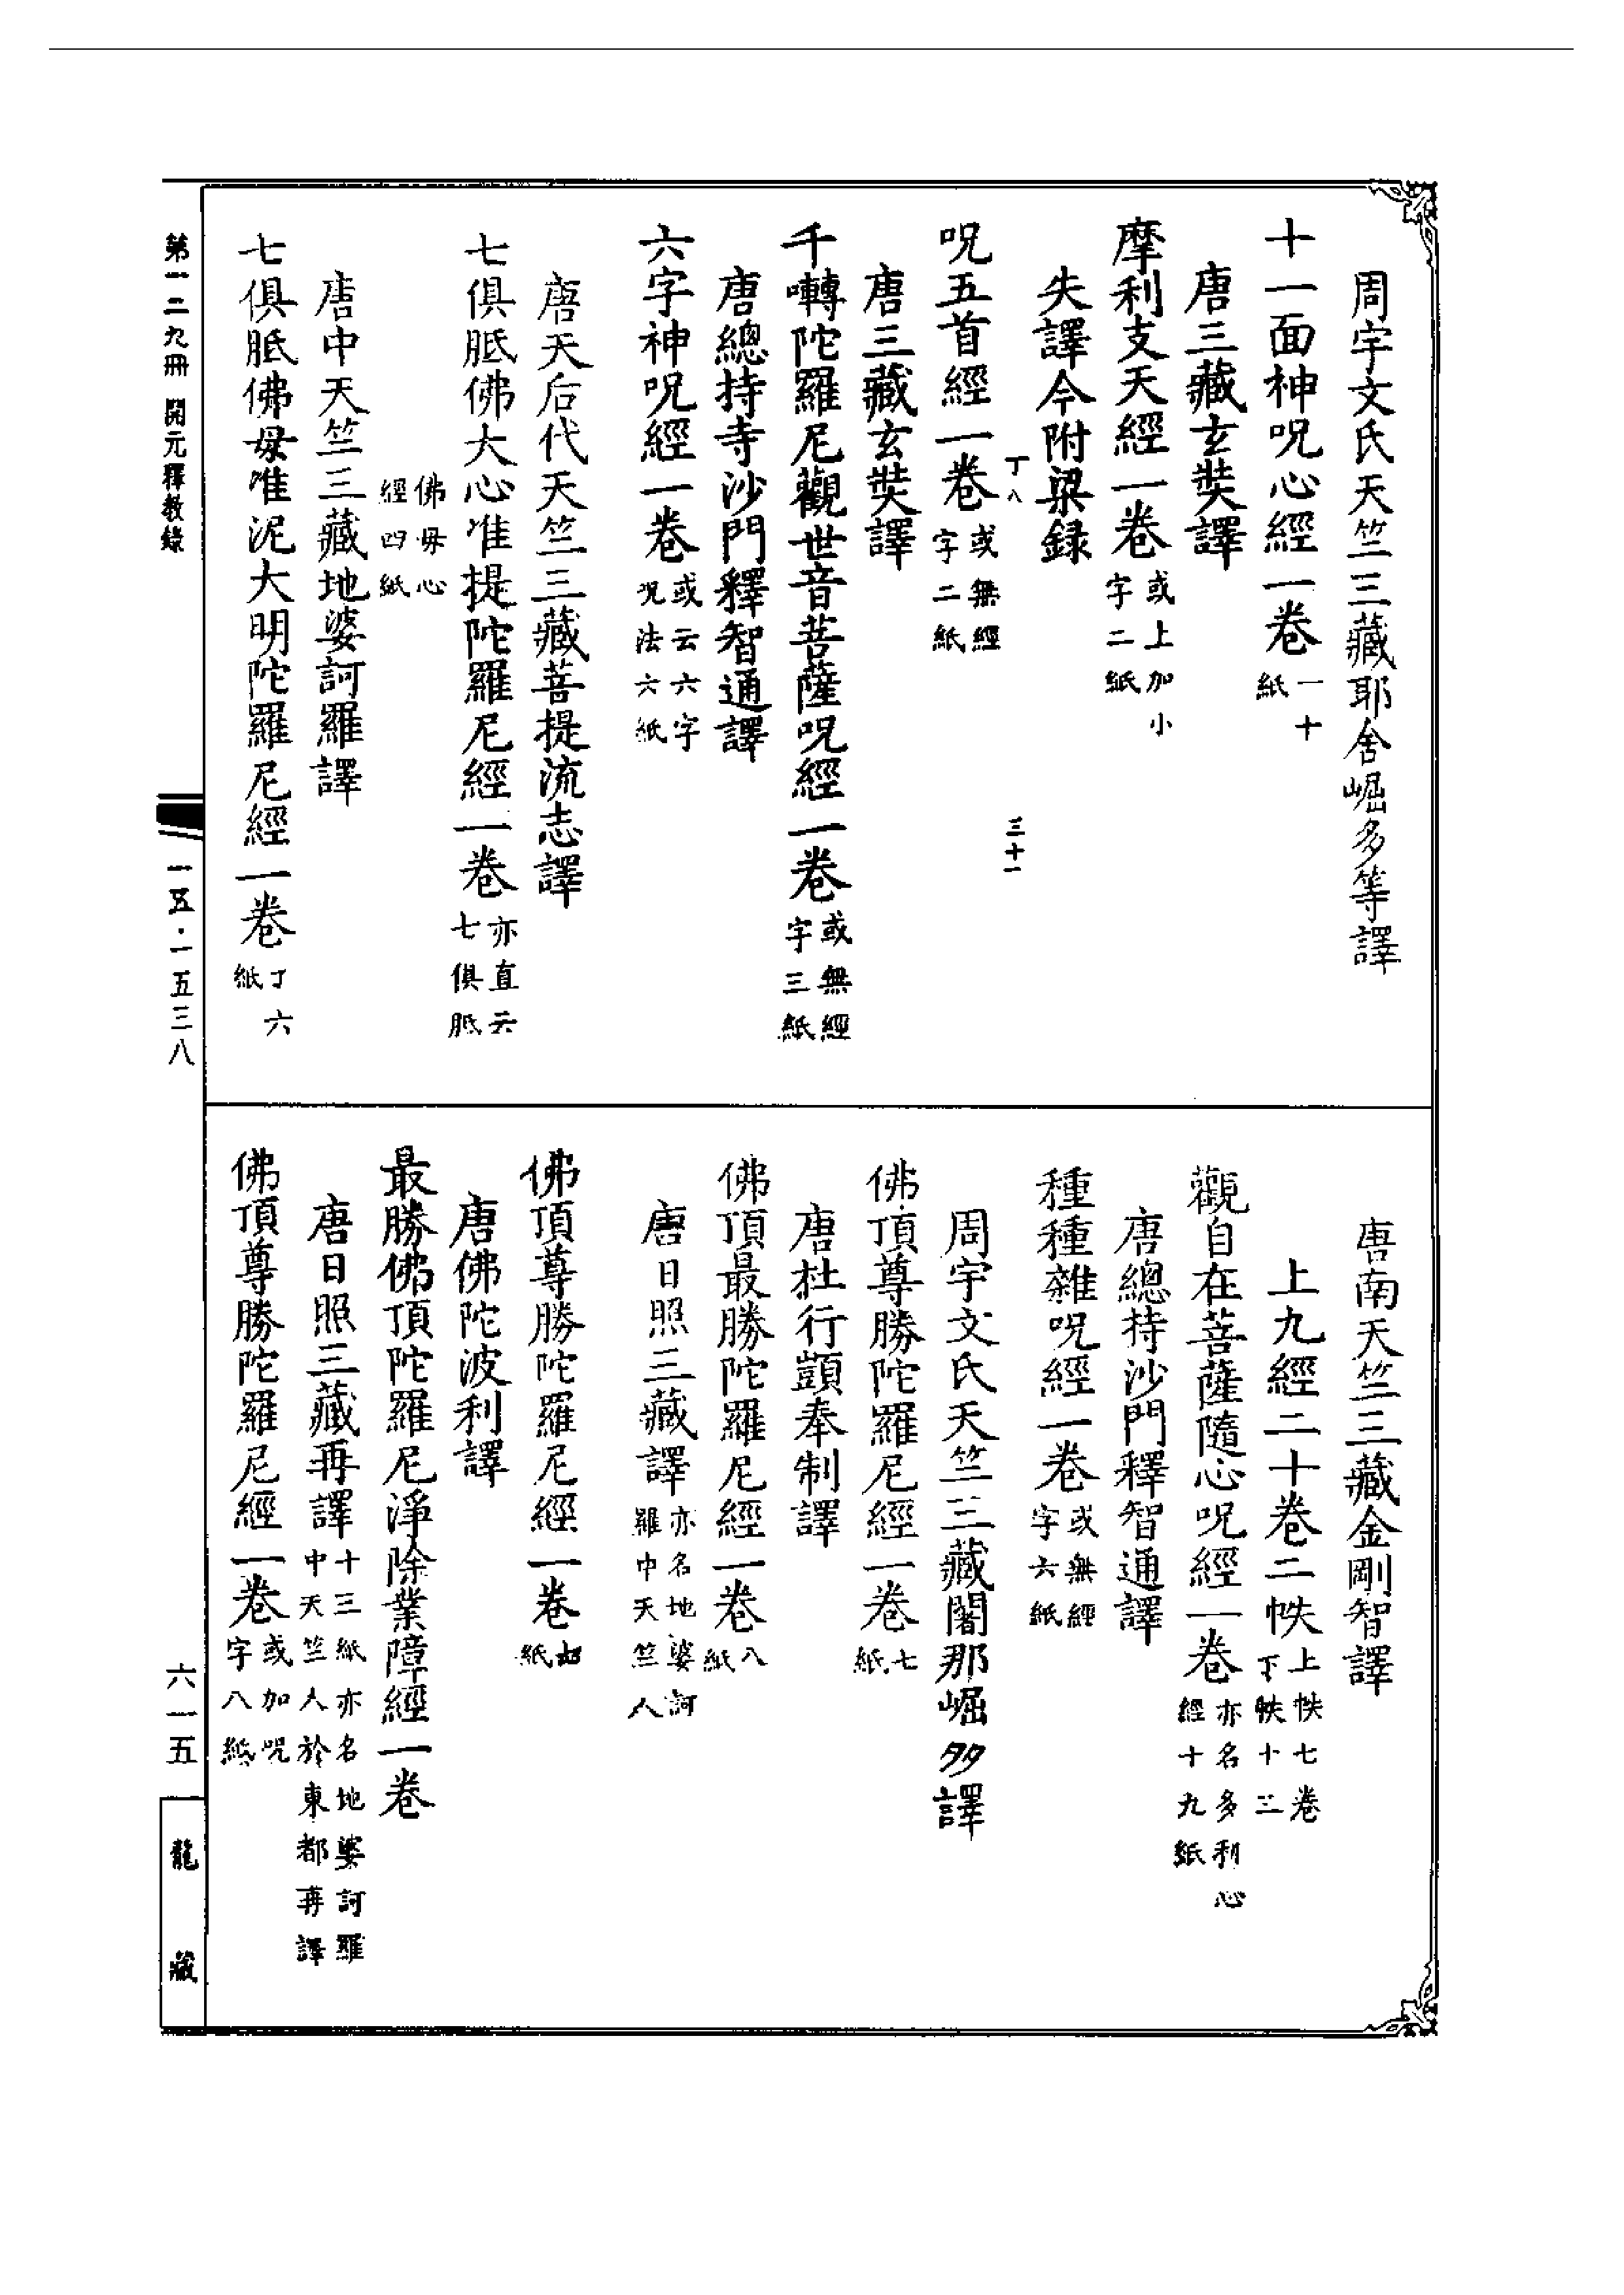 周宇文氏天竺三藏耶舍崛多等譯
十一面神呪心經一卷一十紙
唐三藏玄奘譯
摩利支天經一卷或上加小字二紙
失譯今附梁録
丁八 三十一
呪五首經一卷或無經字二紙
唐三藏玄奘譯
千囀陀羅尼觀世音菩薩呪經一卷或無經字三紙
唐總持寺沙門釋智通譯
六字神呪經一卷或云六字呪法六紙
唐天后代天竺三藏菩提流志譯
七俱胝佛大心准提陀羅尼經一卷亦直云七俱胝
佛母心經四紙
唐中天竺三藏地婆訶羅譯
七俱胝佛母准泥大明陀羅尼經一卷丁六紙
唐南天竺三藏金剛智譯
上九經二十卷二帙上帙七卷下帙十三
觀自在菩薩隨心呪經一卷亦名多利心經十九紙
唐總持沙門釋智通譯
種種雜呪經一卷或無經字六紙
周宇文氏天竺三藏闍那崛多譯
佛頂尊勝陀羅尼經一卷七紙
唐杜行顗奉制譯
佛頂最勝陀羅尼經一卷八紙
唐日照三藏譯亦名地婆訶羅中天竺人
佛頂尊勝陀羅尼經一卷紙
唐佛陀波利譯
最勝佛頂陀羅尼淨除業障經一卷
唐日照三藏再譯十三紙亦名地婆訶羅中天竺人於東都再譯
佛頂尊勝陀羅尼經一卷或加呪字八紙
第一二九冊 開元釋教錄
一五·一五三八
六一五
龍藏